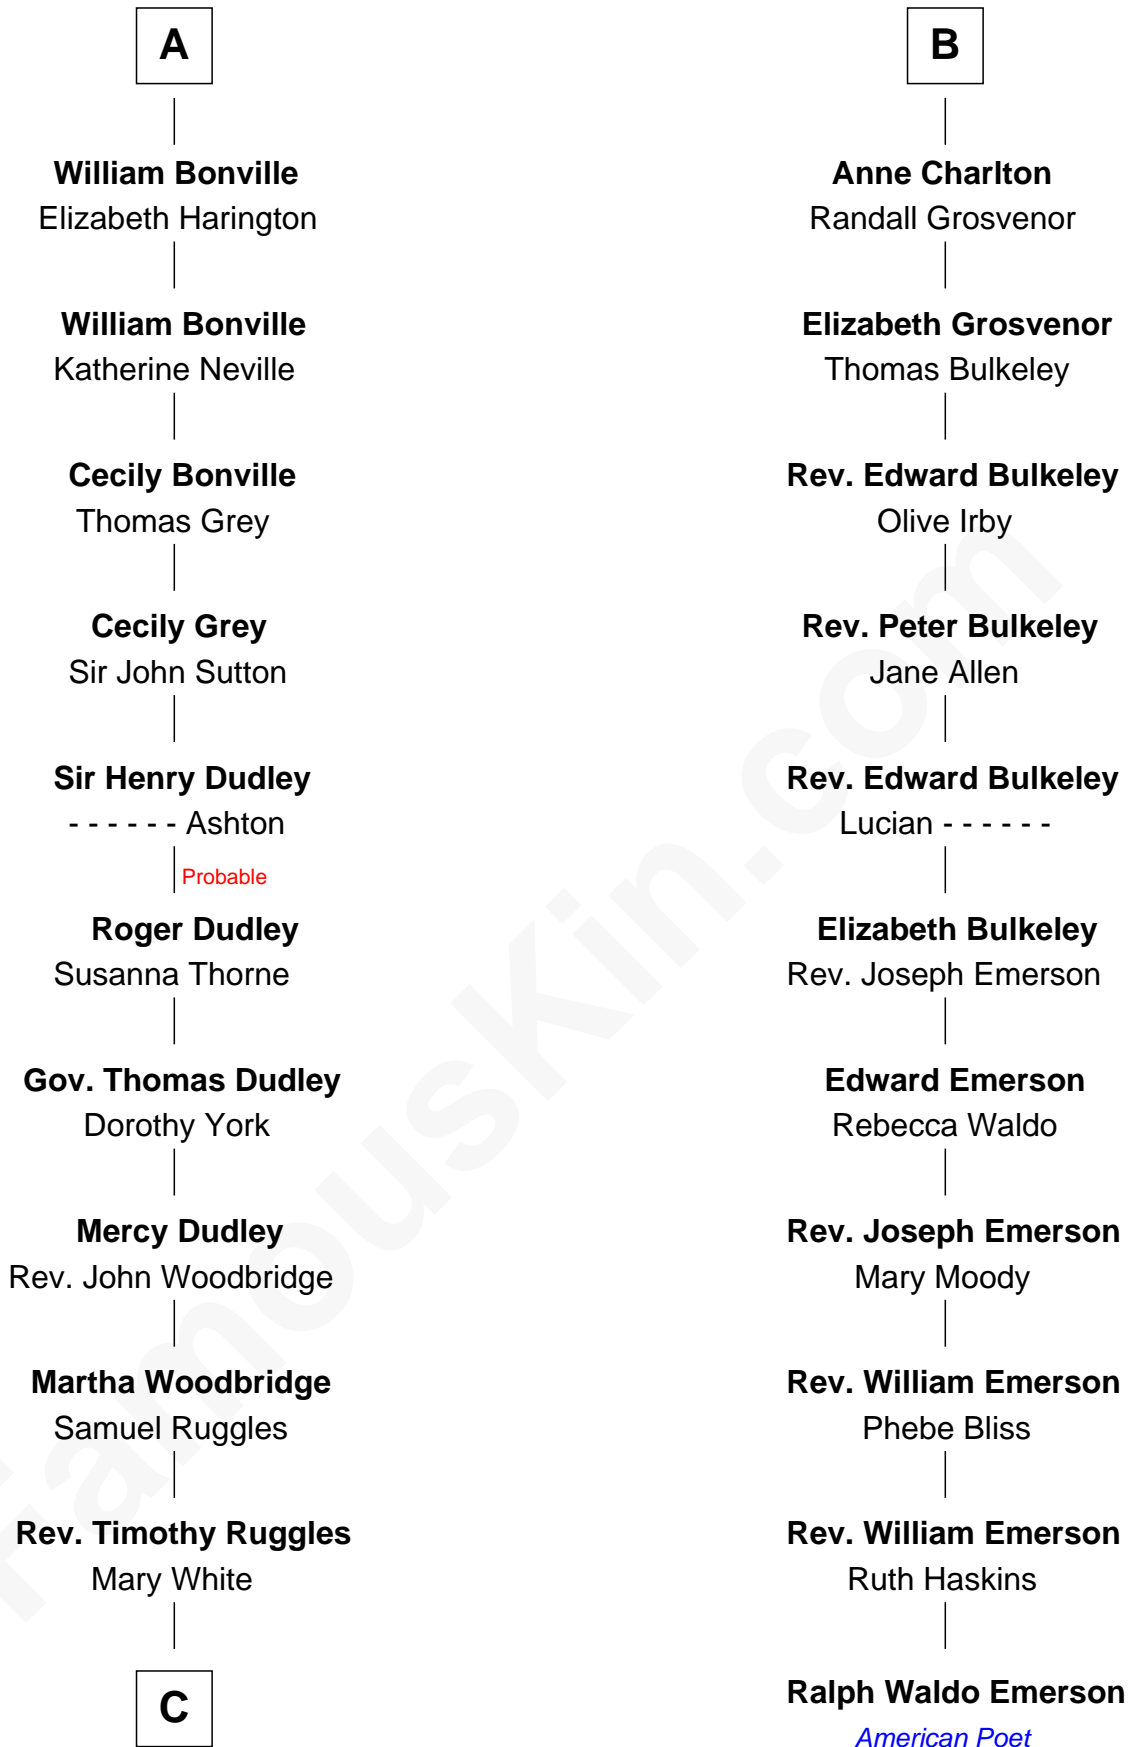 A
William Bonville
Elizabeth Harington
William Bonville
Katherine Neville
Cecily Bonville
Thomas Grey
Cecily Grey
Sir John Sutton
Sir Henry Dudley
- - - - - - Ashton
Probable
Roger Dudley
Susanna Thorne
Gov. Thomas Dudley
Dorothy York
Mercy Dudley
Rev. John Woodbridge
Martha Woodbridge
Samuel Ruggles
Rev. Timothy Ruggles
Mary White
C
B
Anne Charlton
Randall Grosvenor
Elizabeth Grosvenor
Thomas Bulkeley
Rev. Edward Bulkeley
Olive Irby
Rev. Peter Bulkeley
Jane Allen
Rev. Edward Bulkeley
Lucian - - - - - -
Elizabeth Bulkeley
Rev. Joseph Emerson
Edward Emerson
Rebecca Waldo
Rev. Joseph Emerson
Mary Moody
Rev. William Emerson
Phebe Bliss
Rev. William Emerson
Ruth Haskins
Ralph Waldo Emerson
American Poet
FamousKin.com